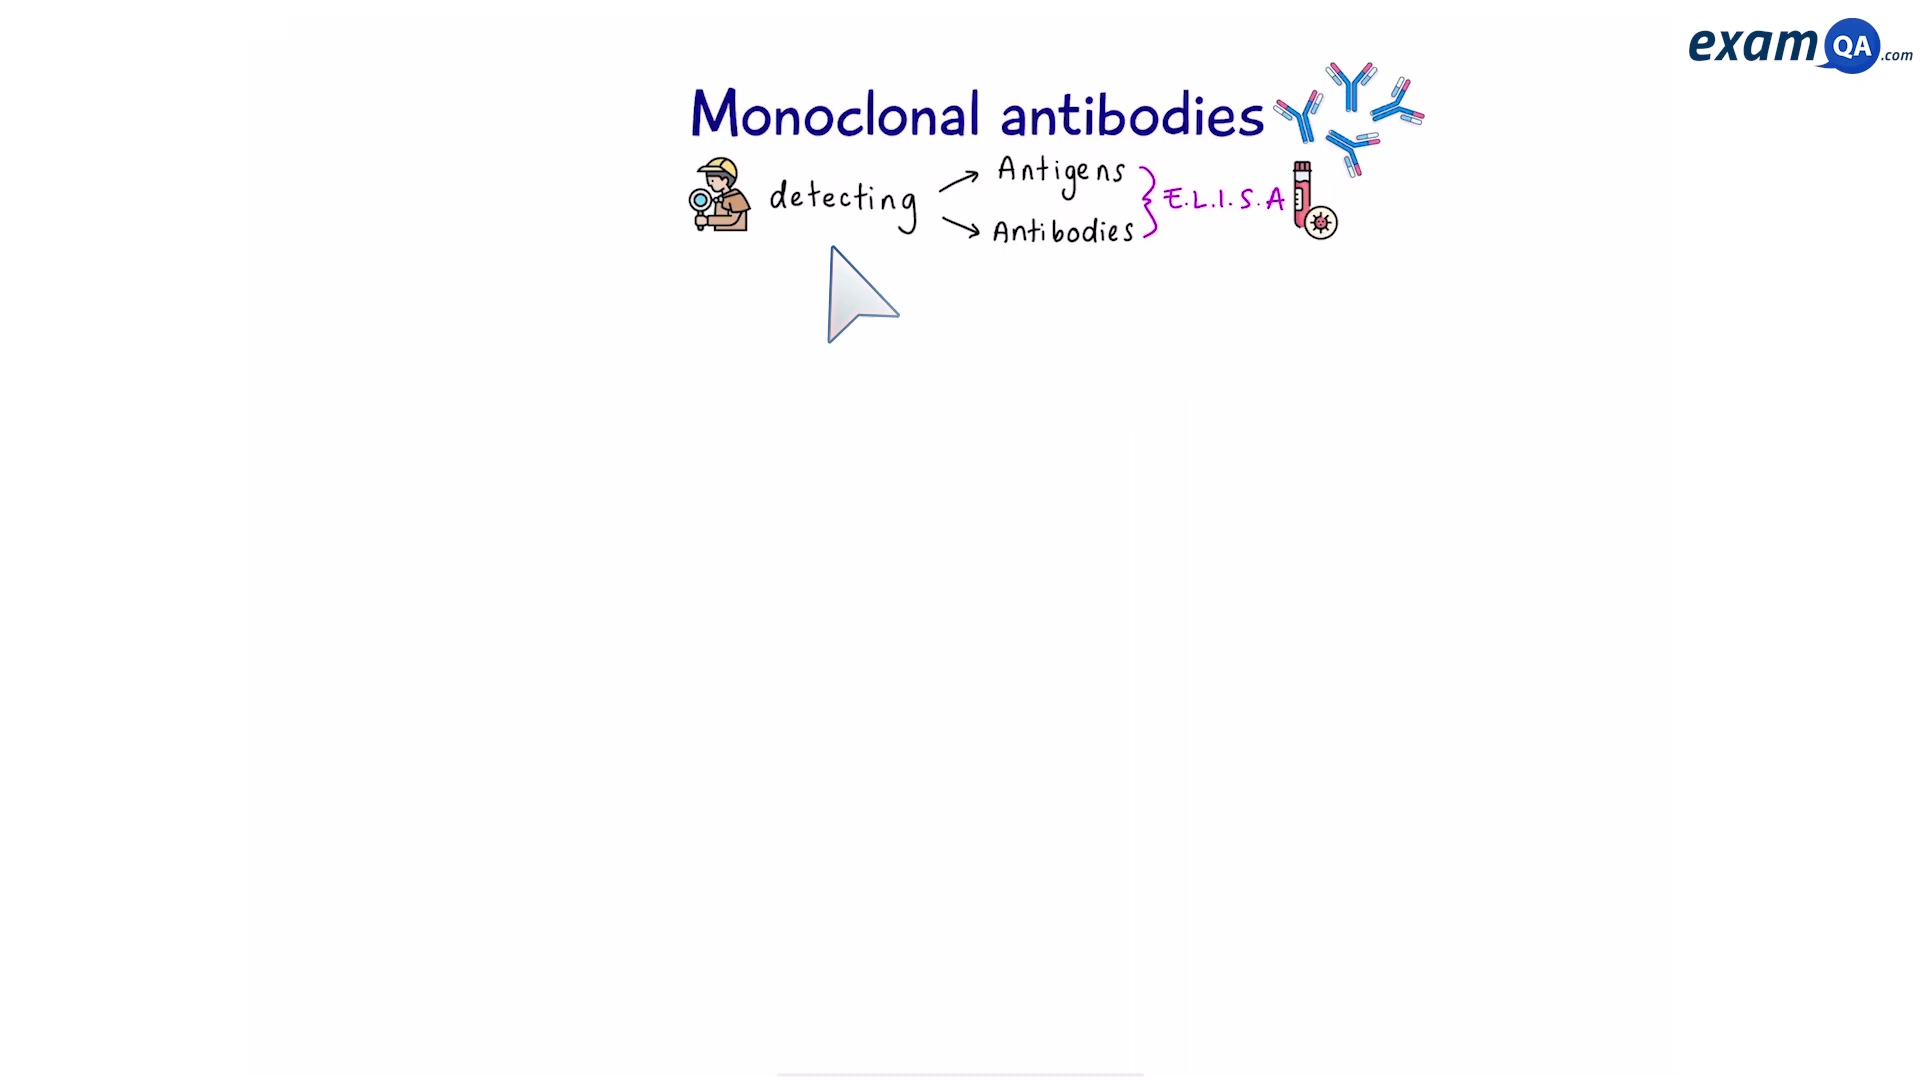 examQA.com
Monoclonal antibodies
detecting
Antigens
Antibodies
E.L.I.S.A